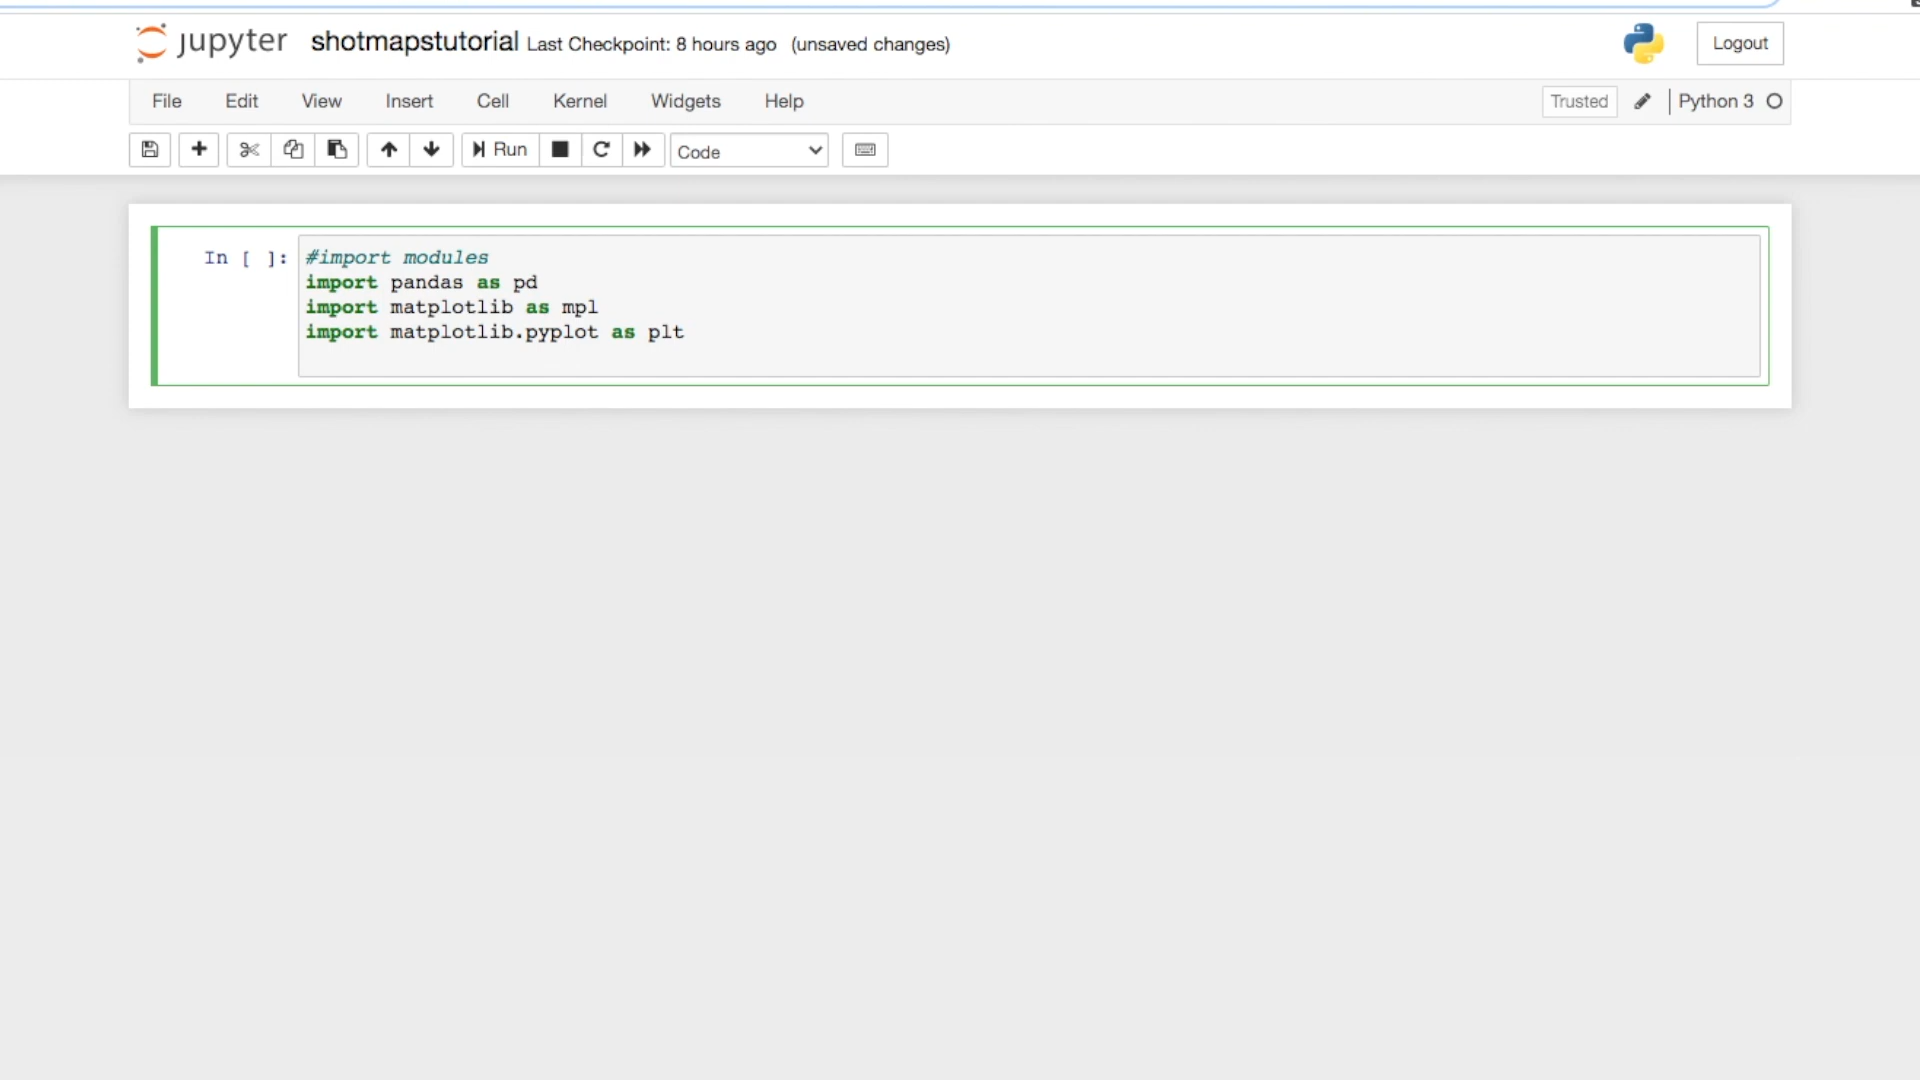 jupyter shotmapstutorial Last Checkpoint: 8 hours ago (unsaved changes) Logout
File Edit View Insert Cell Kernel Widgets Help Trusted Python 3
Run Code
In [ ]: #import modules
import pandas as pd
import matplotlib as mpl
import matplotlib.pyplot as plt